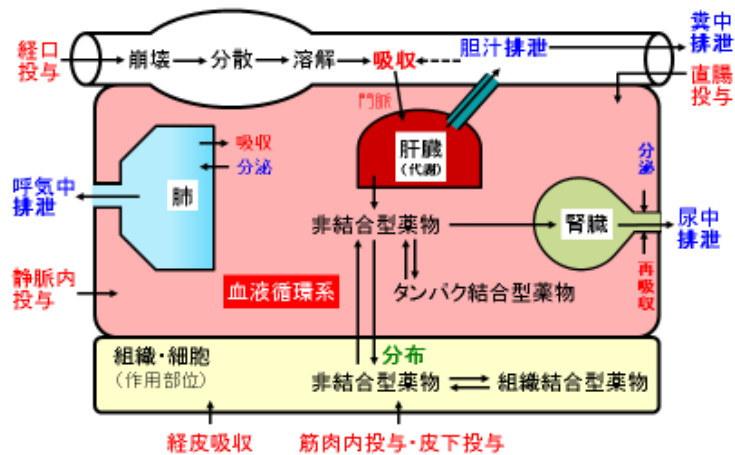 経口
投与
崩壊
分散
溶解
吸収
胆汁排泄
糞中
排泄
直腸
投与
門脈
肝臓
(代謝)
吸収
分泌
肺
呼気中
排泄
非結合型薬物
腎臓
分泌
尿中
排泄
再吸収
タンパク結合型薬物
静脈内
投与
血液循環系
組織・細胞
(作用部位)
分布
非結合型薬物
組織結合型薬物
経皮吸収
筋肉内投与・皮下投与